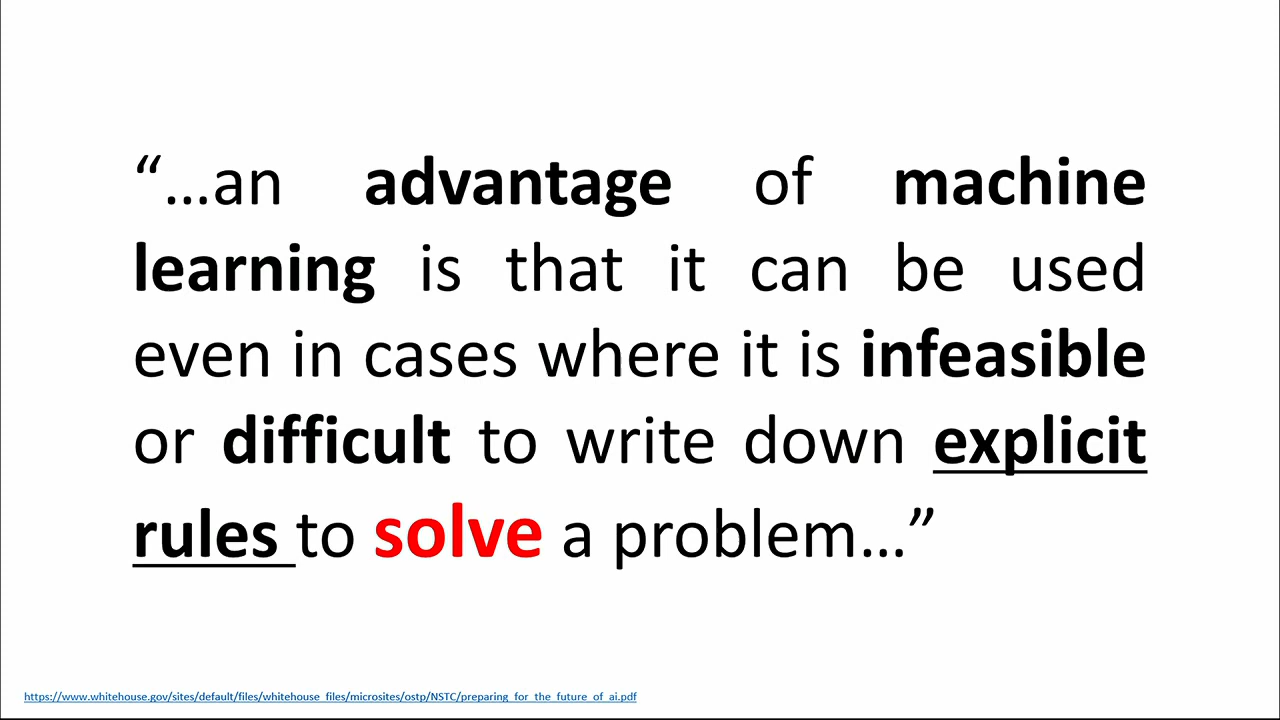 “…an advantage of machine
learning is that it can be used
even in cases where it is infeasible
or difficult to write down explicit
rules to solve a problem…”
https://www.whitehouse.gov/sites/default/files/whitehouse_files/microsites/ostp/NSTC/preparing_for_the_future_of_ai.pdf